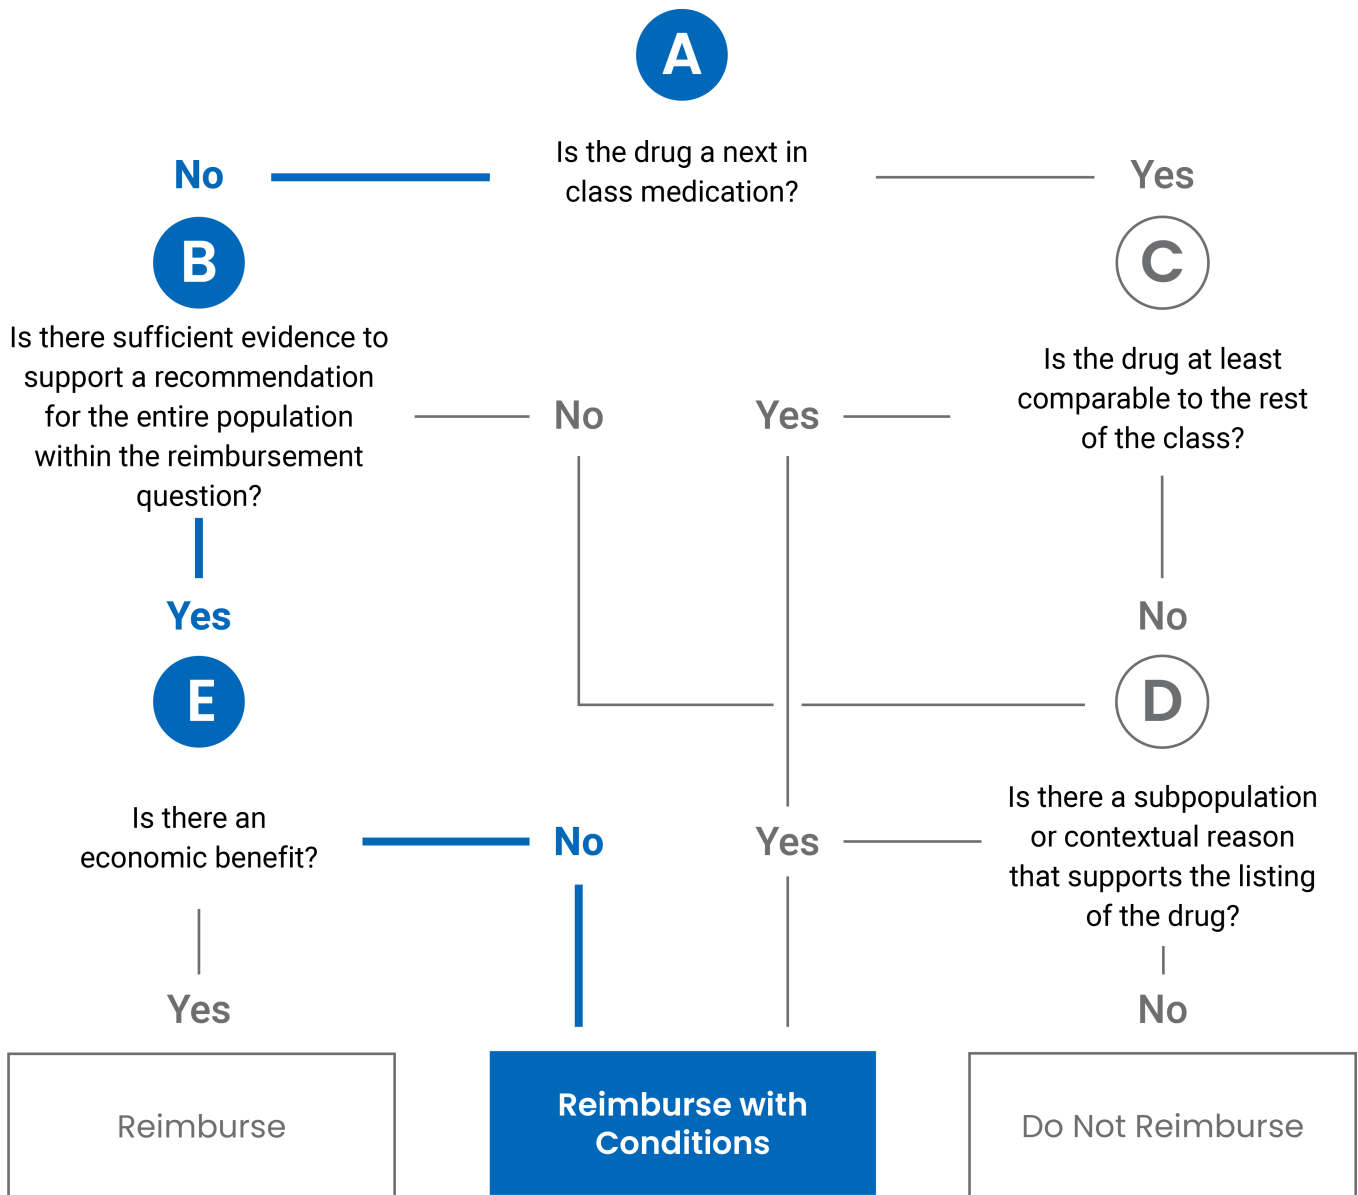 A
Is the drug a next in
class medication?
No
Yes
B
C
Is there sufficient evidence to
support a recommendation
for the entire population
within the reimbursement
question?
No
Yes
Is the drug at least
comparable to the rest
of the class?
Yes
No
E
D
Is there an
economic benefit?
No
Yes
Is there a subpopulation
or contextual reason
that supports the listing
of the drug?
Yes
No
Reimburse
Reimburse with
Conditions
Do Not Reimburse